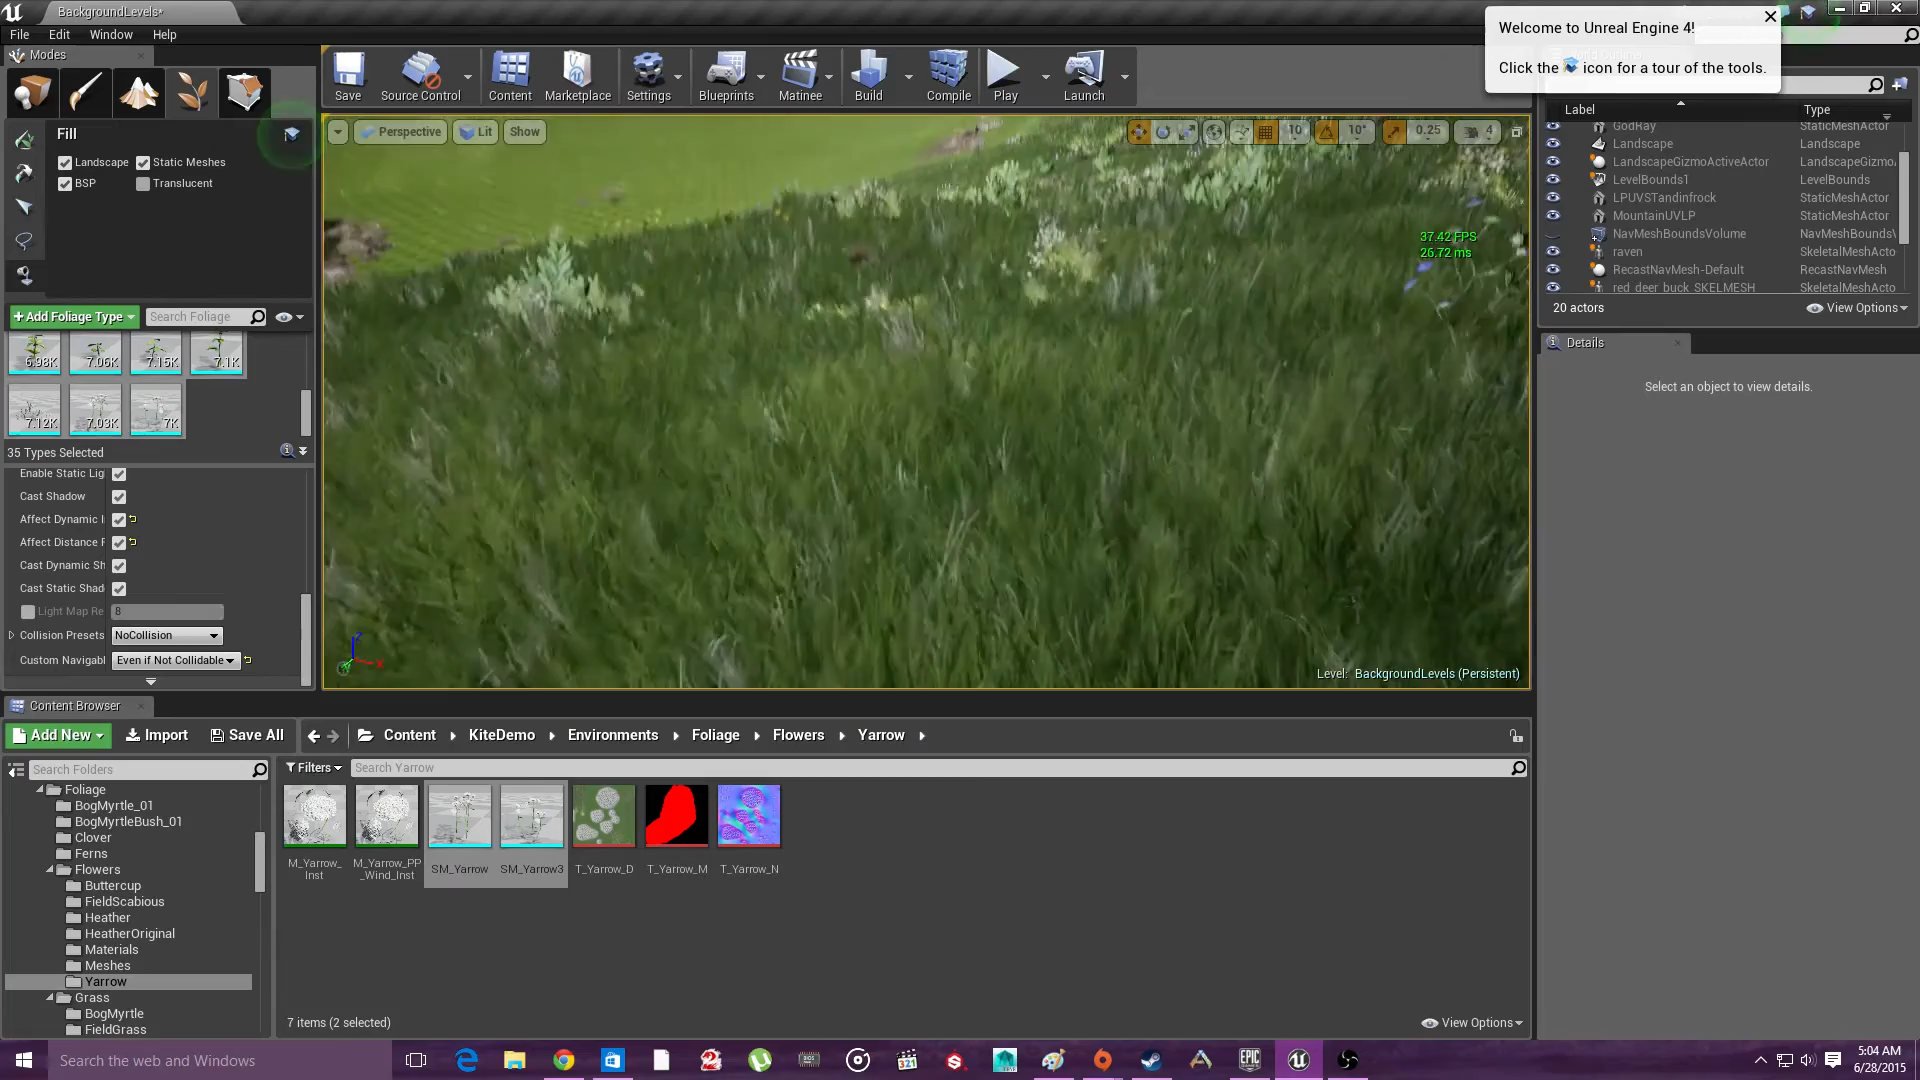 BackgroundLevels*
File Edit Window Help
Welcome to Unreal Engine 4!
Click the icon for a tour of the tools.
Modes
Save
Source Control
Content
Marketplace
Settings
Blueprints
Matinee
Build
Compile
Play
Launch
Fill
Landscape
Static Meshes
BSP
Translucent
Perspective
Lit
Show
10
10°
0.25
4
37.42 FPS
26.72 ms
Label
Type
GodRay StaticMeshActor
Landscape Landscape
LandscapeGizmoActiveActor LandscapeGizmo
LevelBounds1 LevelBounds
LPUVSTandinfrock StaticMeshActor
MountainUVLP StaticMeshActor
NavMeshBoundsVolume NavMeshBounds
raven SkeletalMeshActo
RecastNavMesh-Default RecastNavMesh
red_deer_buck_SKELMESH SkeletalMeshActo
20 actors
View Options
Details
Select an object to view details.
Add Foliage Type
Search Foliage
6.98K
7.06K
7.15K
7.1K
7.12K
7.03K
7K
35 Types Selected
Enable Static Lig
Cast Shadow
Affect Dynamic I
Affect Distance F
Cast Dynamic Sh
Cast Static Shad
Light Map Re 8
Collision Presets NoCollision
Custom Navigabl Even if Not Collidable
Level: BackgroundLevels (Persistent)
Content Browser
Add New
Import
Save All
Content
KiteDemo
Environments
Foliage
Flowers
Yarrow
Search Folders
Filters
Search Yarrow
Foliage
BogMyrtle_01
BogMyrtleBush_01
Clover
Ferns
Flowers
Buttercup
FieldScabious
Heather
HeatherOriginal
Materials
Meshes
Yarrow
Grass
BogMyrtle
FieldGrass
M_Yarrow_
Inst
M_Yarrow_PP
_Wind_Inst
SM_Yarrow
SM_Yarrow3
T_Yarrow_D
T_Yarrow_M
T_Yarrow_N
7 items (2 selected)
View Options
Search the web and Windows
5:04 AM
6/28/2015